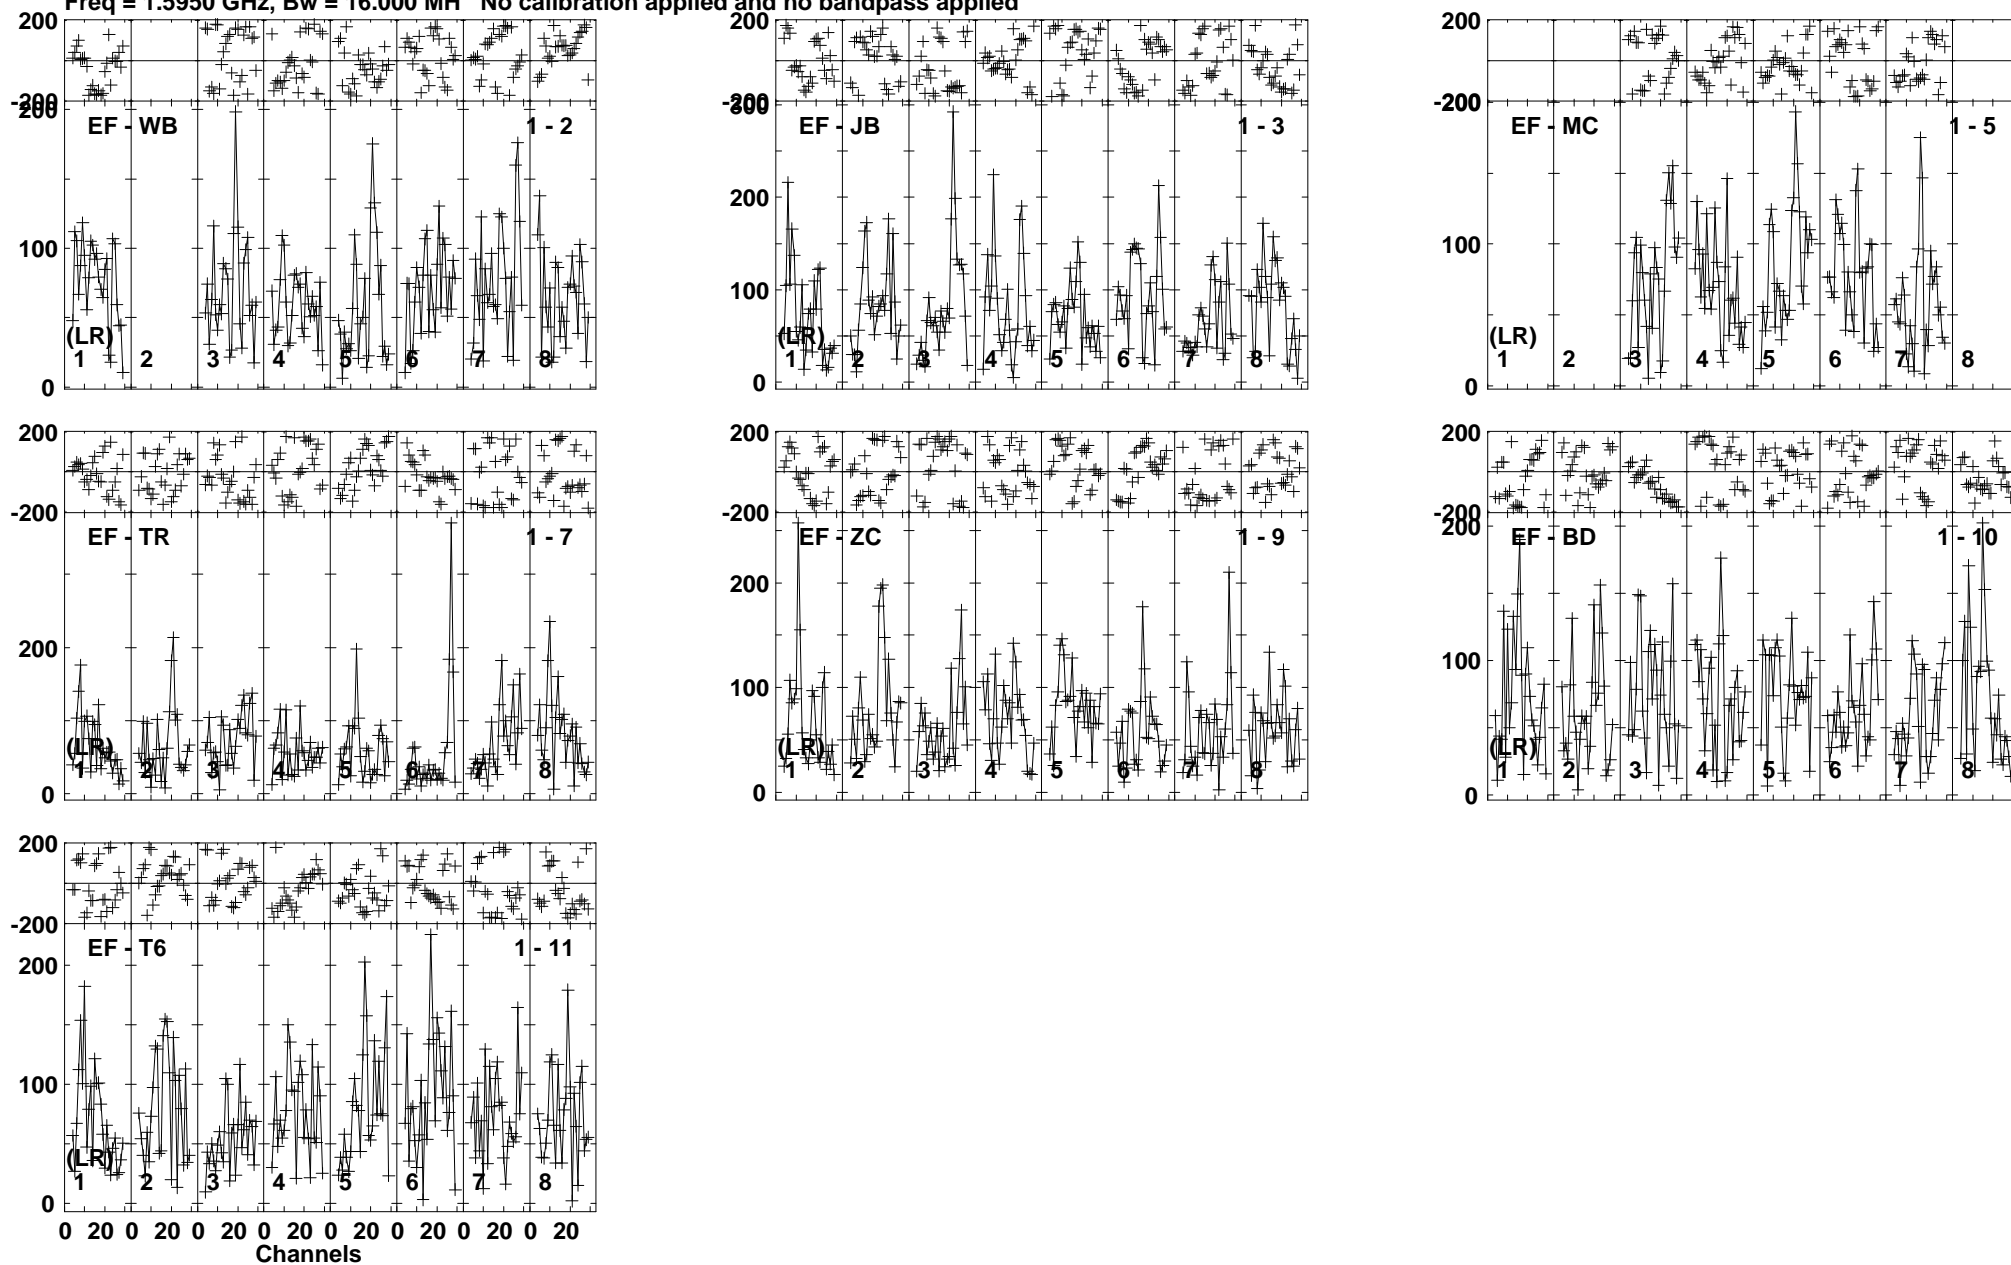 Freq = 1.5950 GHz, Bw = 16.000 MH No calibration applied and no bandpass applied
200
-200
200
EF - WB 1 - 2
100
(LR)
1 2 3 4 5 6 7 8
0
200
-200
300
EF - JB 1 - 3
200
100
(LR)
1 2 3 4 5 6 7 8
0
200
-200
200
EF - MC 1 - 5
100
(LR)
1 2 3 4 5 6 7 8
0
200
-200
EF - TR 1 - 7
200
(LR)
1 2 3 4 5 6 7 8
0
200
-200
EF - ZC 1 - 9
200
100
(LR)
1 2 3 4 5 6 7 8
0
200
-200
200
EF - BD 1 - 10
100
(LR)
1 2 3 4 5 6 7 8
0
200
-200
EF - T6 1 - 11
200
100
(LR)
1 2 3 4 5 6 7 8
0
0 20 0 20 0 20 0 20 0 20 0 20 0 20 0 20
Channels